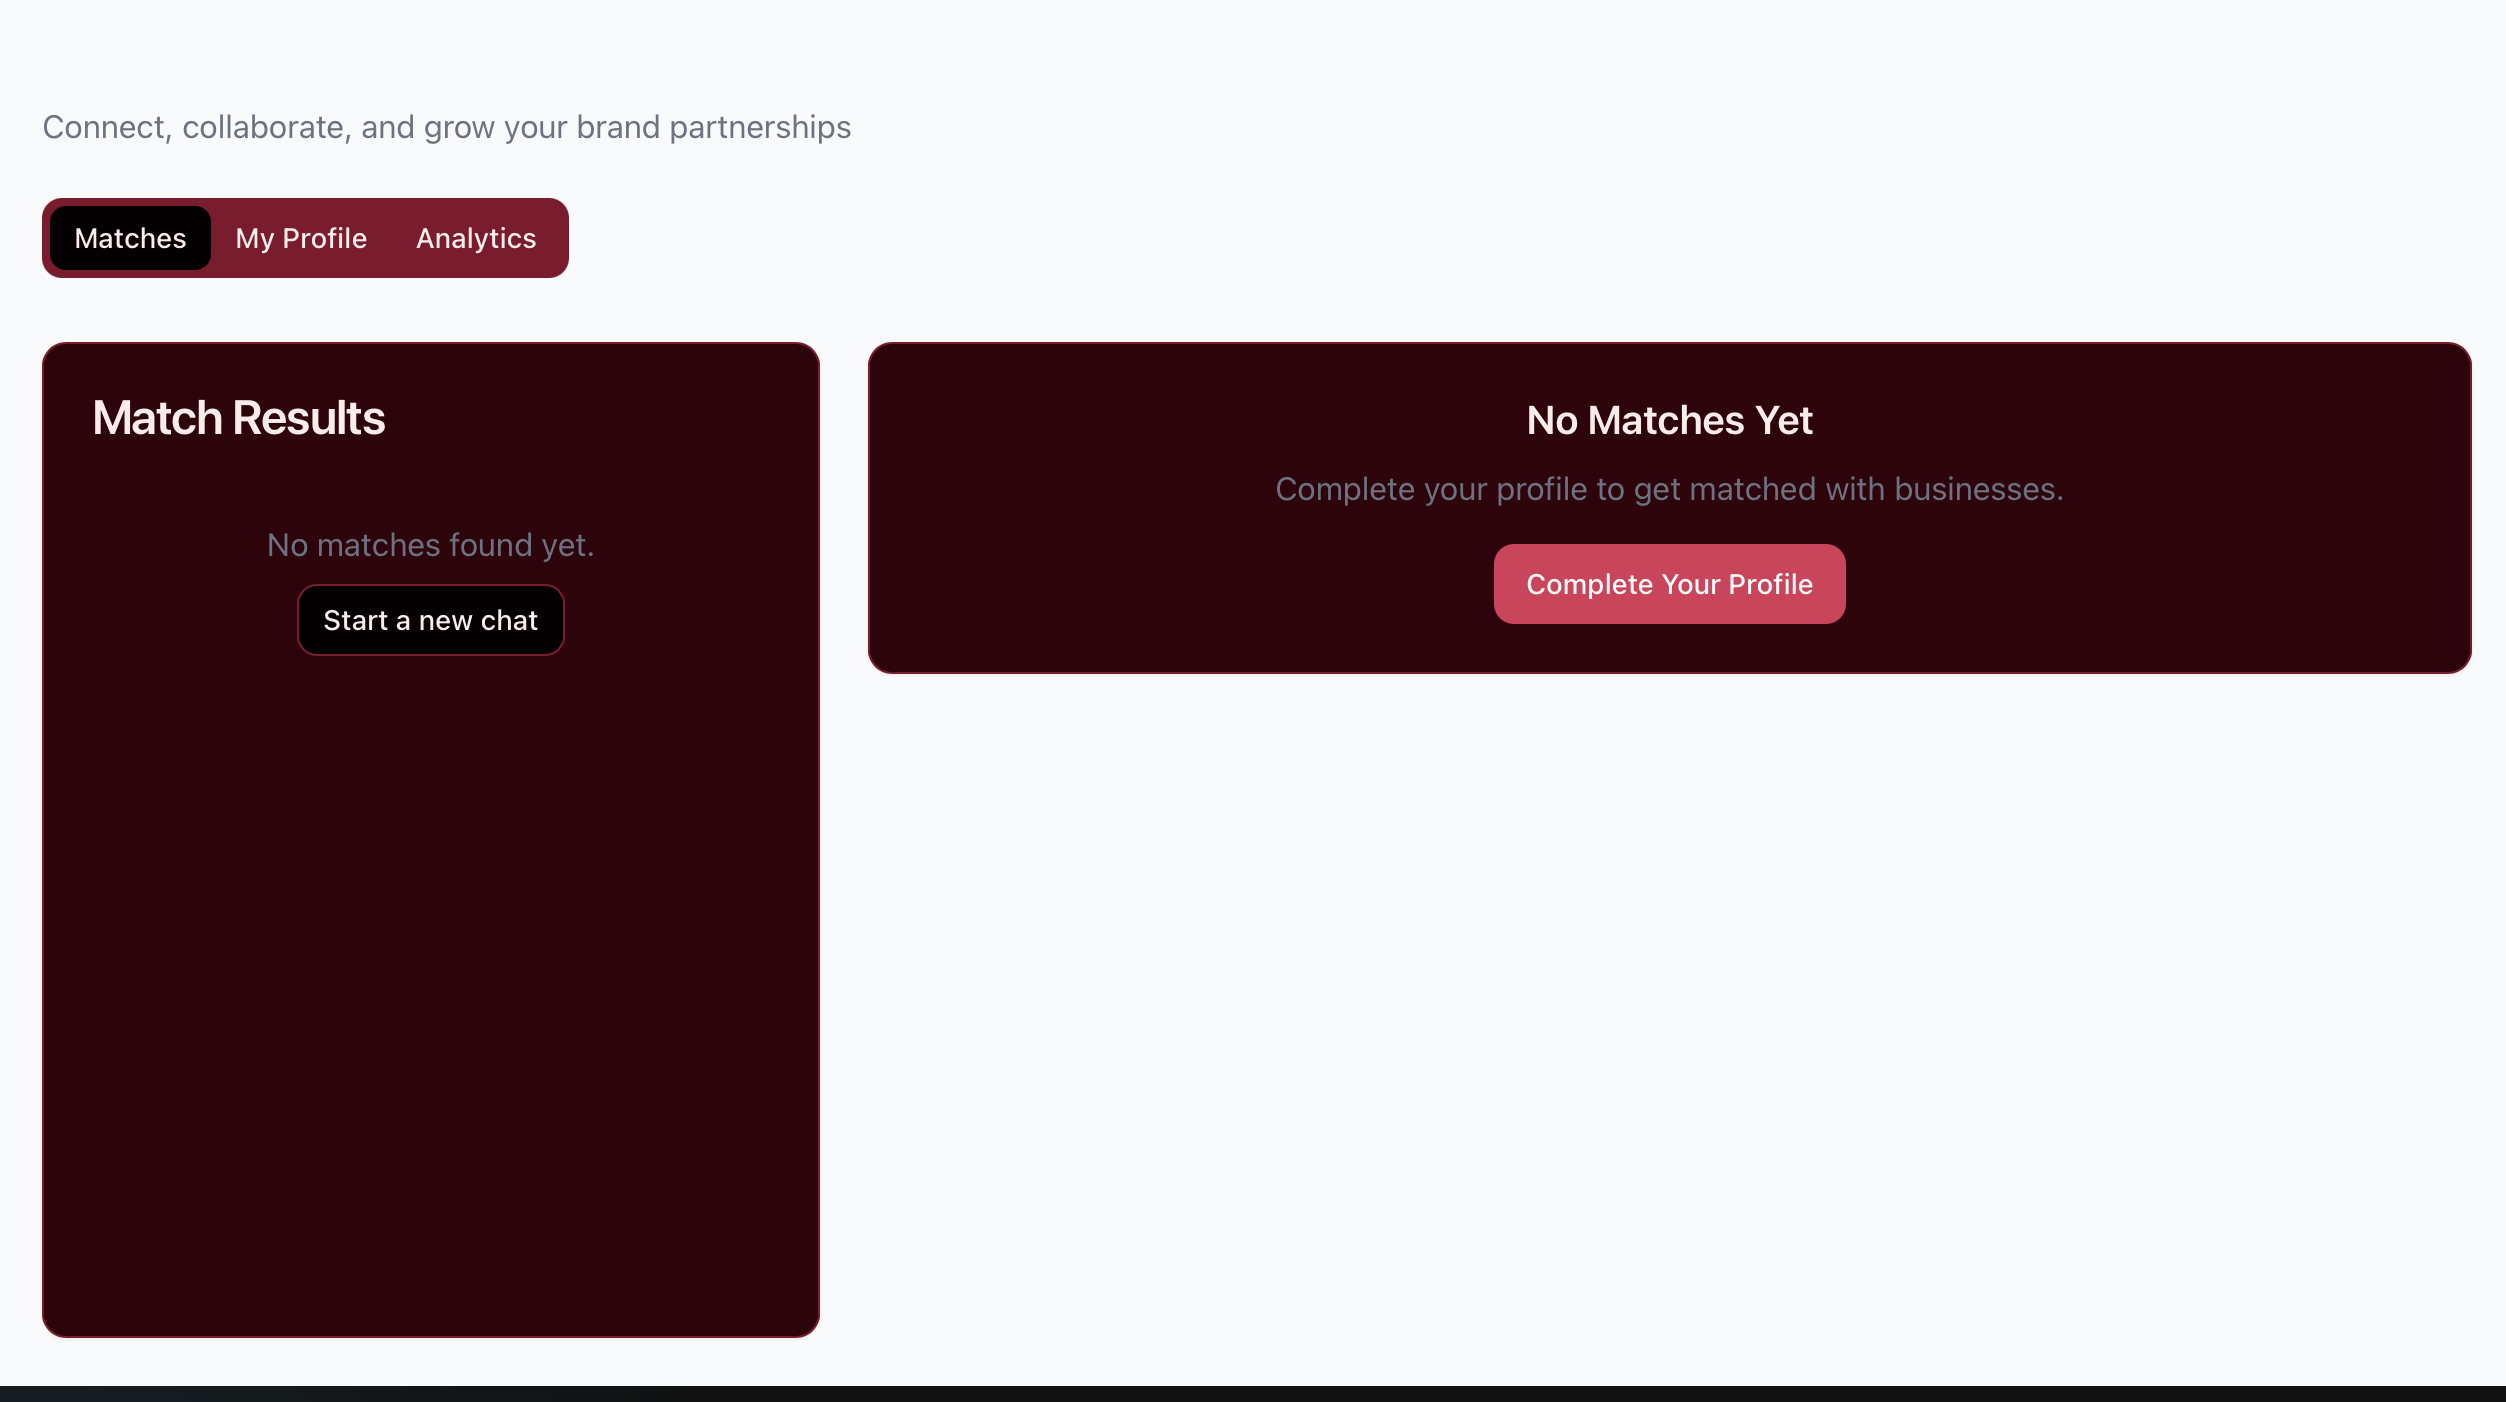 Connect, collaborate, and grow your brand partnerships
Matches My Profile Analytics
Match Results
No matches found yet.
Start a new chat
No Matches Yet
Complete your profile to get matched with businesses.
Complete Your Profile